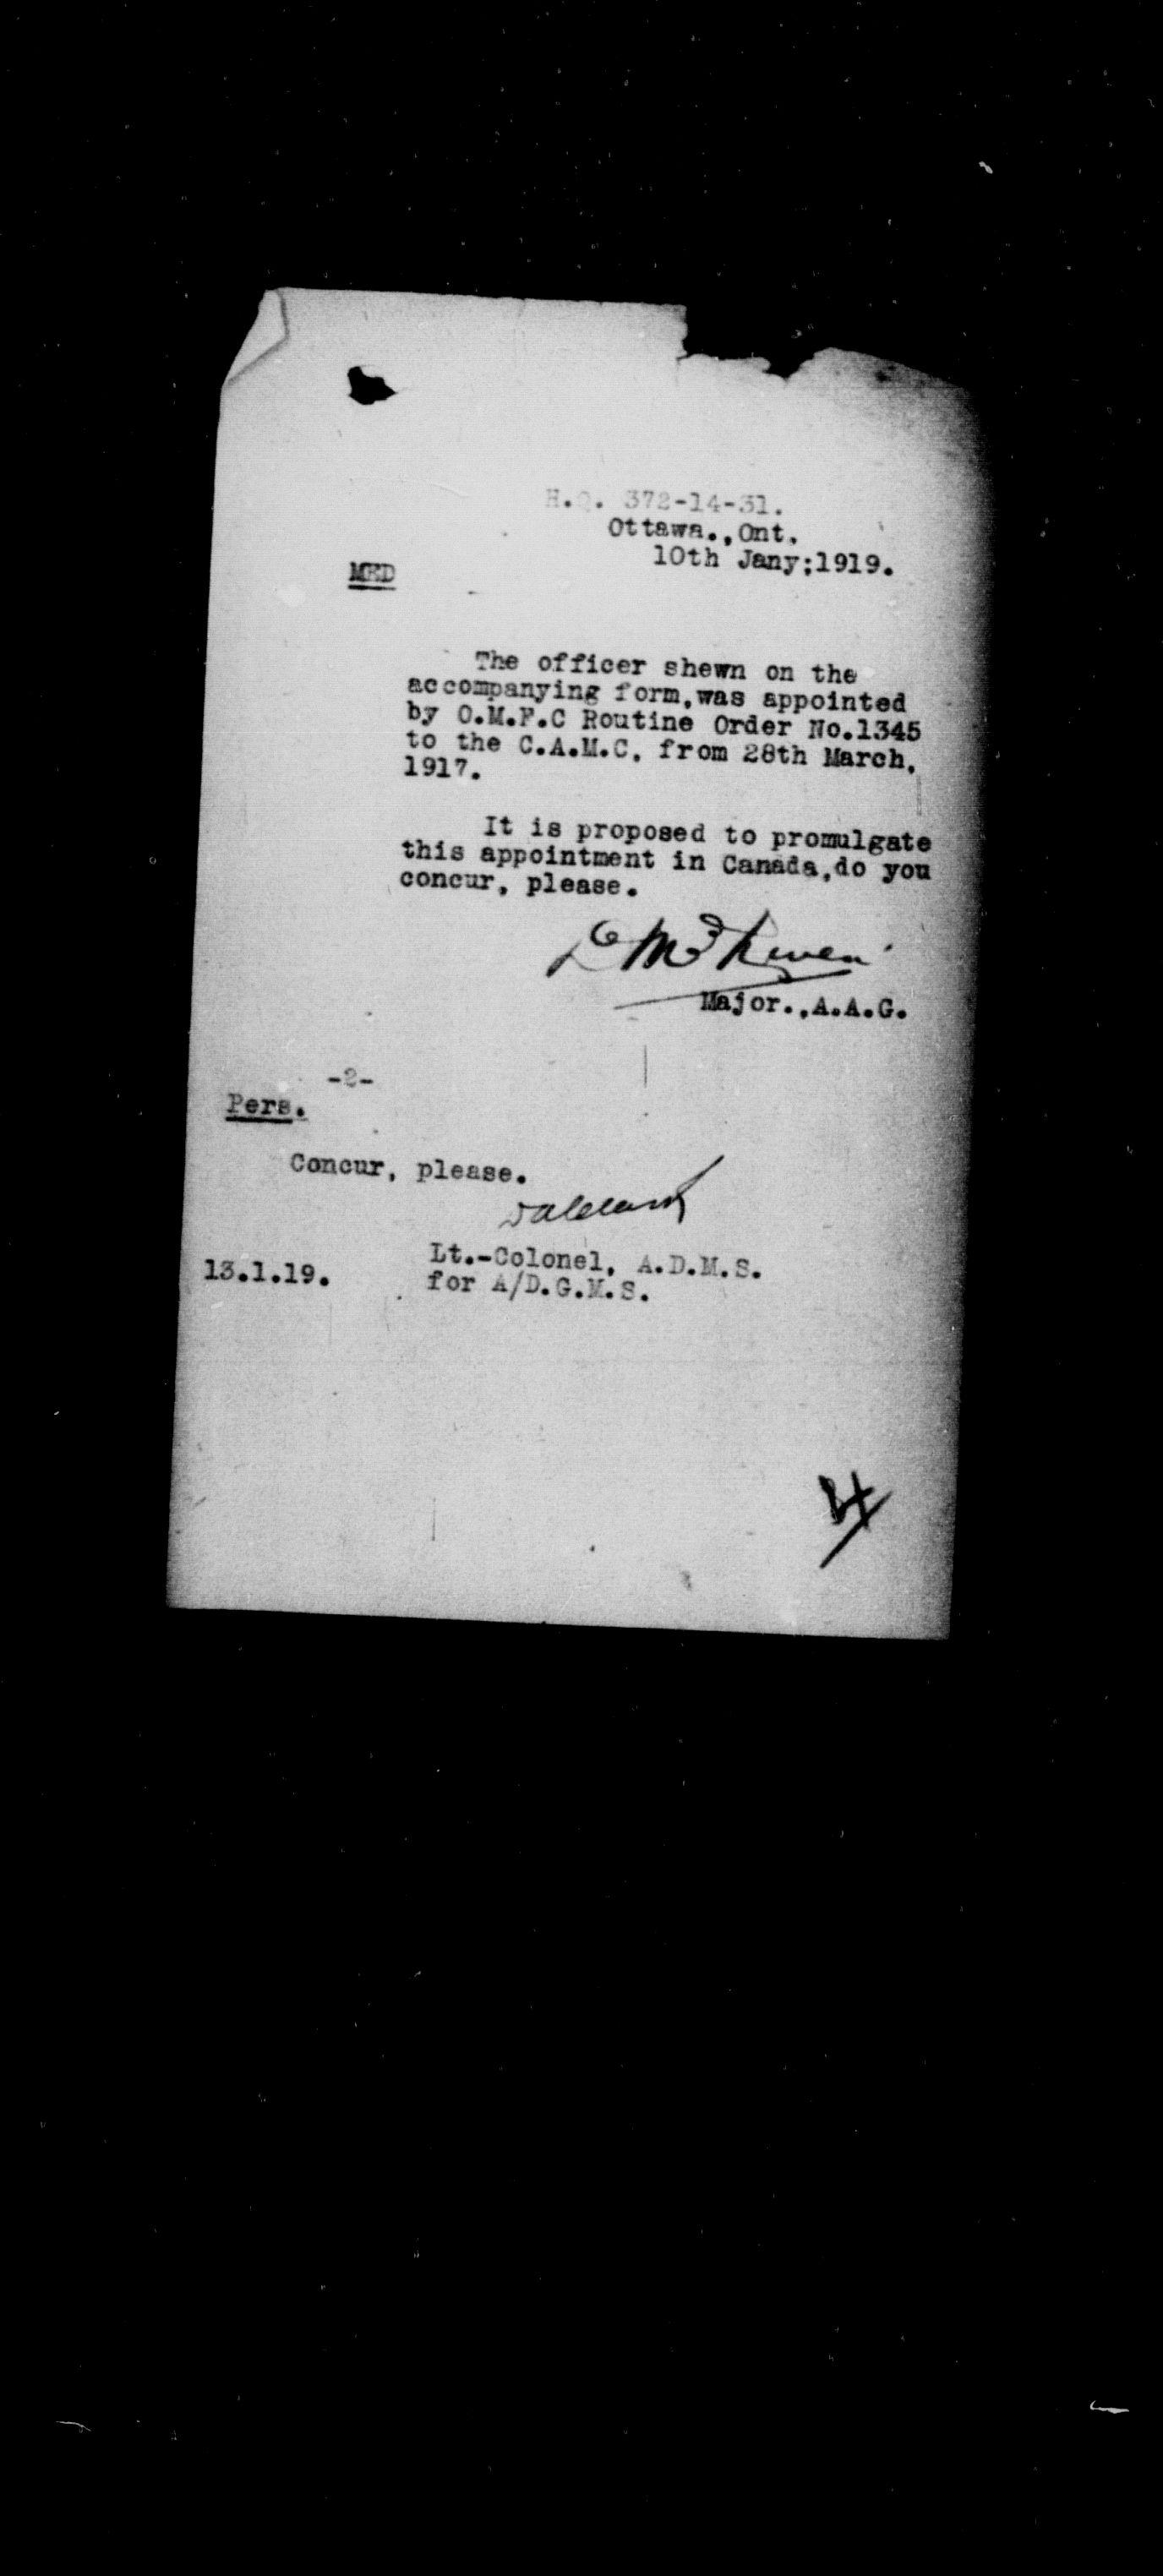 H.Q. 372-14-31.
Ottawa.,Ont.
10th Jany;1919.
MED
The officer shewn on the
accompanying form,was appointed
by O.M.F.C Routine Order No.1345
to the C.A.M.C. from 28th March,
1917.
It is proposed to promulgate
this appointment in Canada,do you
concur, please.
Major.,A.A.G.
-2-
Pers.
Concur, please.
Lt.-Colonel, A.D.M.S.
13.1.19.
for A/D.G.M.S.
4